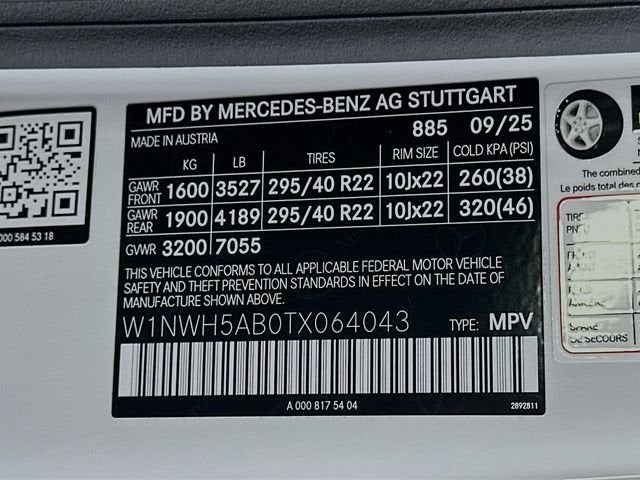 MFD BY MERCEDES-BENZ AG STUTTGART
MADE IN AUSTRIA 885 09/25
KG LB TIRES RIM SIZE COLD KPA(PSI)
GAWR FRONT 1600 3527 295/40 R22 10Jx22 260(38)
GAWR REAR 1900 4189 295/40 R22 10Jx22 320(46)
GVWR 3200 7055
THIS VEHICLE CONFORMS TO ALL APPLICABLE FEDERAL MOTOR VEHICLE
SAFETY AND THEFT PREVENTION STANDARDS IN EFFECT ON THE DATE OF
MANUFACTURE SHOWN ABOVE.
W1NWH5AB0TX064043 TYPE: MPV
A 000 817 54 04
2892811
000 584 53 18
The combined
Le poids total des
TIRE
PNEU
DE SECOURS